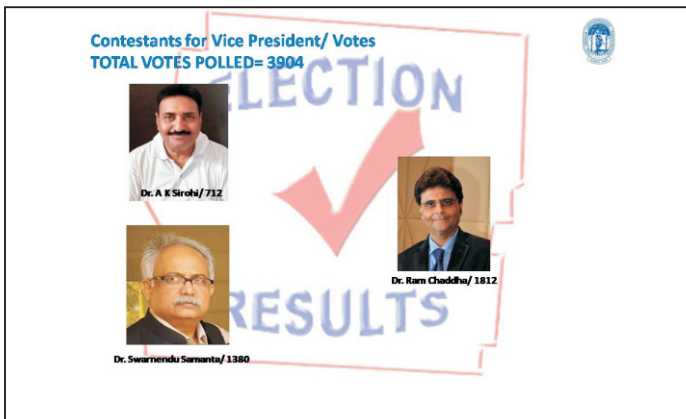 Contestants for Vice President/ Votes
TOTAL VOTES POLLED= 3904
ELECTION
Dr. A K Sirohi/ 712
Dr. Ram Chaddha/ 1812
RESULTS
Dr. Swarnendu Samanta/ 1380